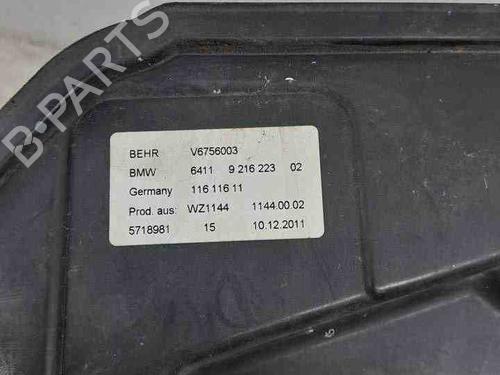 B-PARTS
BEHR V6756003
BMW 6411 9 216 223 02
Germany 116 116 11
Prod. aus: WZ1144 1144.00.02
5718981 15 10.12.2011